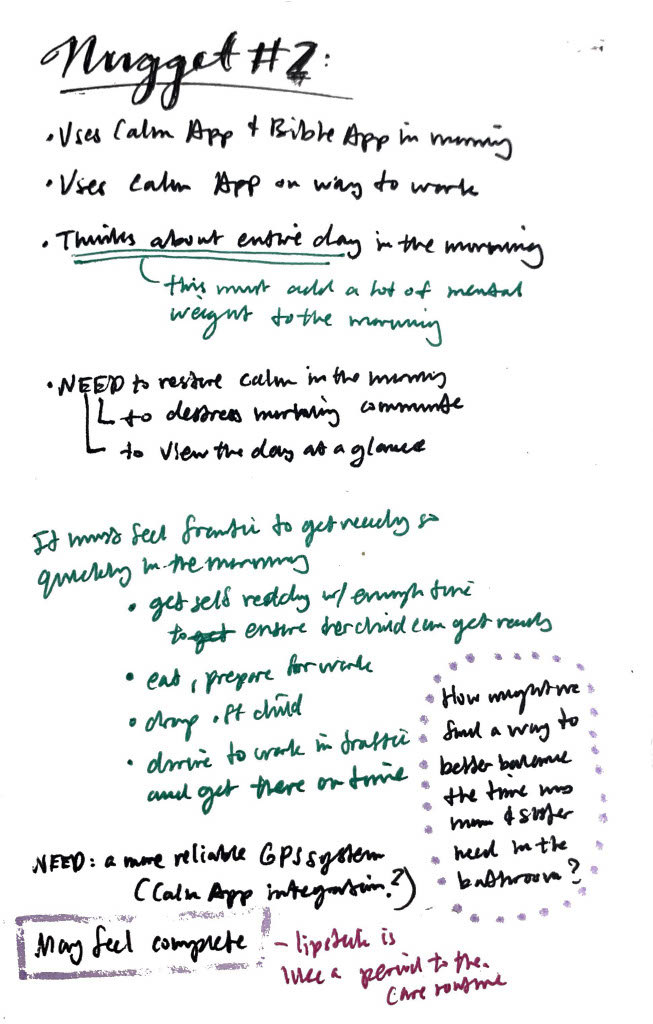 Nugget #2:
• Uses Calm App + Bible App in morning
• Uses Calm App on way to work
• Thinks about entire day in the morning
this must add a lot of mental
weight to the morning
• NEED to restore calm in the morning
to destress morning commute
to view the day at a glance
It must feel frantic to get ready so
quickly in the morning
• get self ready w/ enough time
to get ensure her child can get ready
• eat, prepare for work
• drop off child
• drive to work in traffic
and get there on time
How might we
find a way to
better balance
the time
mom &
need in the
bathroom?
NEED: a more reliable GPS system
(Calm App integration?)
May feel complete
- lipstick is
like a period to the
care routine